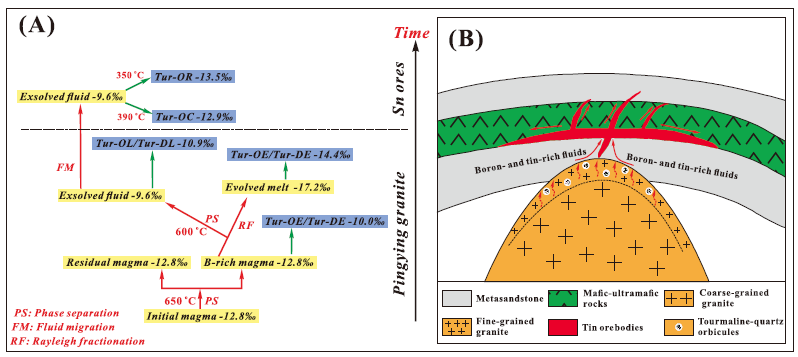 (A)
Time
350°C
Tur-OR -13.5‰
Exsolved fluid -9.6‰
390°C
Tur-OC -12.9‰
Sn ores
Tur-OL/Tur-DL -10.9‰
Tur-OE/Tur-DE -14.4‰
FM
Evolved melt -17.2‰
Exsolved fluid -9.6‰
PS
600°C
RF
Tur-OE/Tur-DE -10.0‰
Pingying granite
Residual magma -12.8‰
B-rich magma -12.8‰
650°C
PS
Initial magma -12.8‰
PS: Phase separation
FM: Fluid migration
RF: Rayleigh fractionation
(B)
Boron- and tin-rich fluids
Boron- and tin-rich fluids
Metasandstone
Mafic-ultramafic
rocks
Coarse-grained
granite
Fine-grained
granite
Tin orebodies
Tourmaline-quartz
orbicules